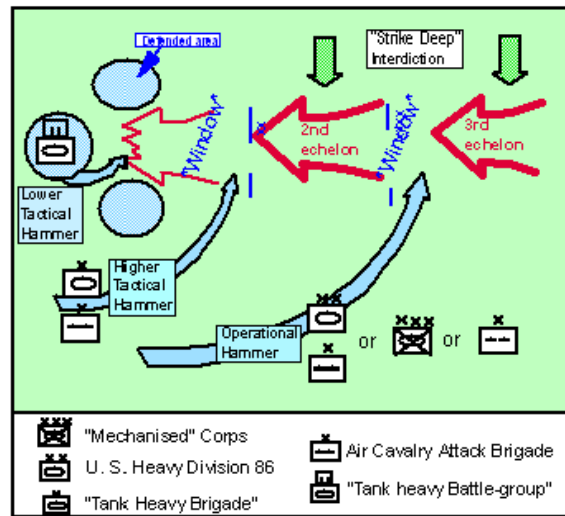 Defended area
"Strike Deep"
Interdiction
"Window"
2nd
echelon
"Window"
3rd
echelon
Lower
Tactical
Hammer
Higher
Tactical
Hammer
Operational
Hammer
or
or
"Mechanised" Corps
U. S. Heavy Division 86
"Tank Heavy Brigade"
Air Cavalry Attack Brigade
"Tank heavy Battle-group"